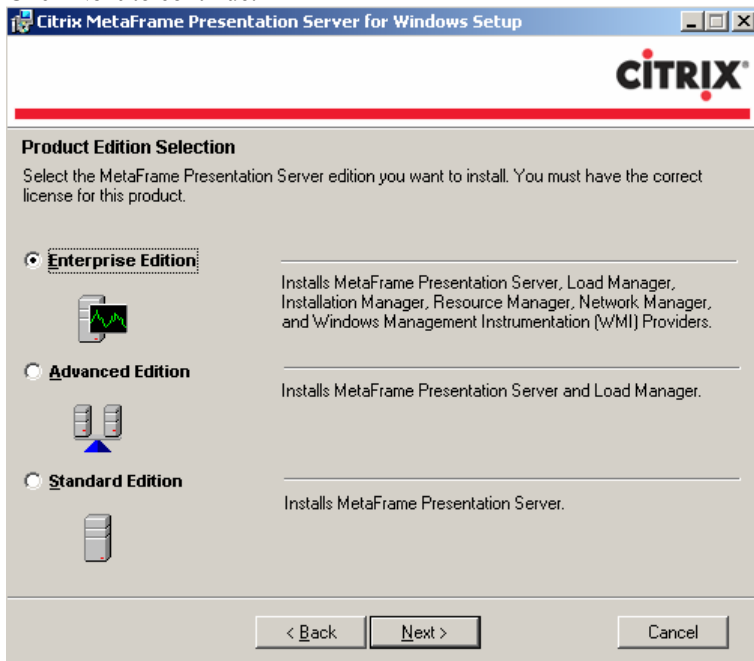 Citrix MetaFrame Presentation Server for Windows Setup
CITRIX
Product Edition Selection
Select the MetaFrame Presentation Server edition you want to install. You must have the correct
license for this product.
Enterprise Edition
Installs MetaFrame Presentation Server, Load Manager,
Installation Manager, Resource Manager, Network Manager,
and Windows Management Instrumentation (WMI) Providers.
Advanced Edition
Installs MetaFrame Presentation Server and Load Manager.
Standard Edition
Installs MetaFrame Presentation Server.
< Back
Next >
Cancel